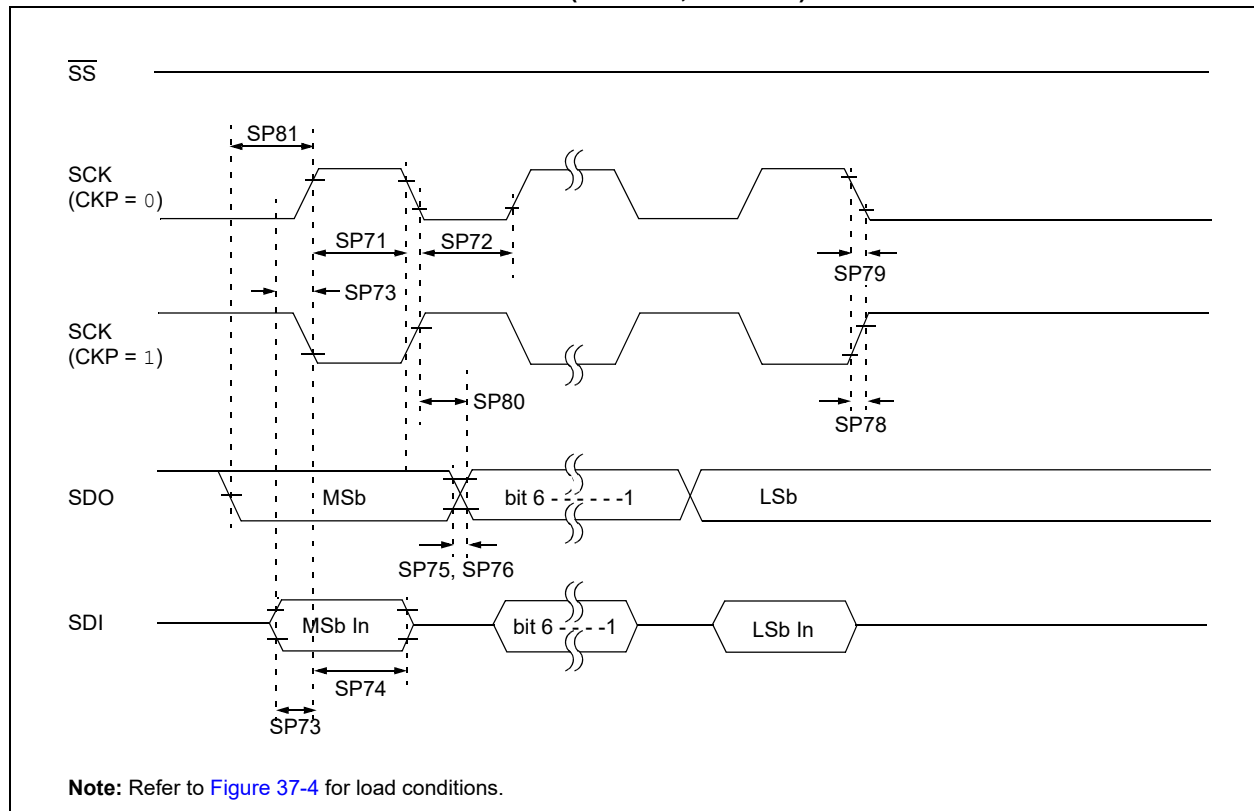 SS
SP81
SCK
(CKP = 0)
SP71
SP72
SP79
SP73
SCK
(CKP = 1)
SP80
SP78
SDO
MSb
bit 6 - - - - - -1
LSb
SP75, SP76
SDI
MSb In
bit 6 - - - -1
LSb In
SP74
SP73
Note: Refer to Figure 37-4 for load conditions.